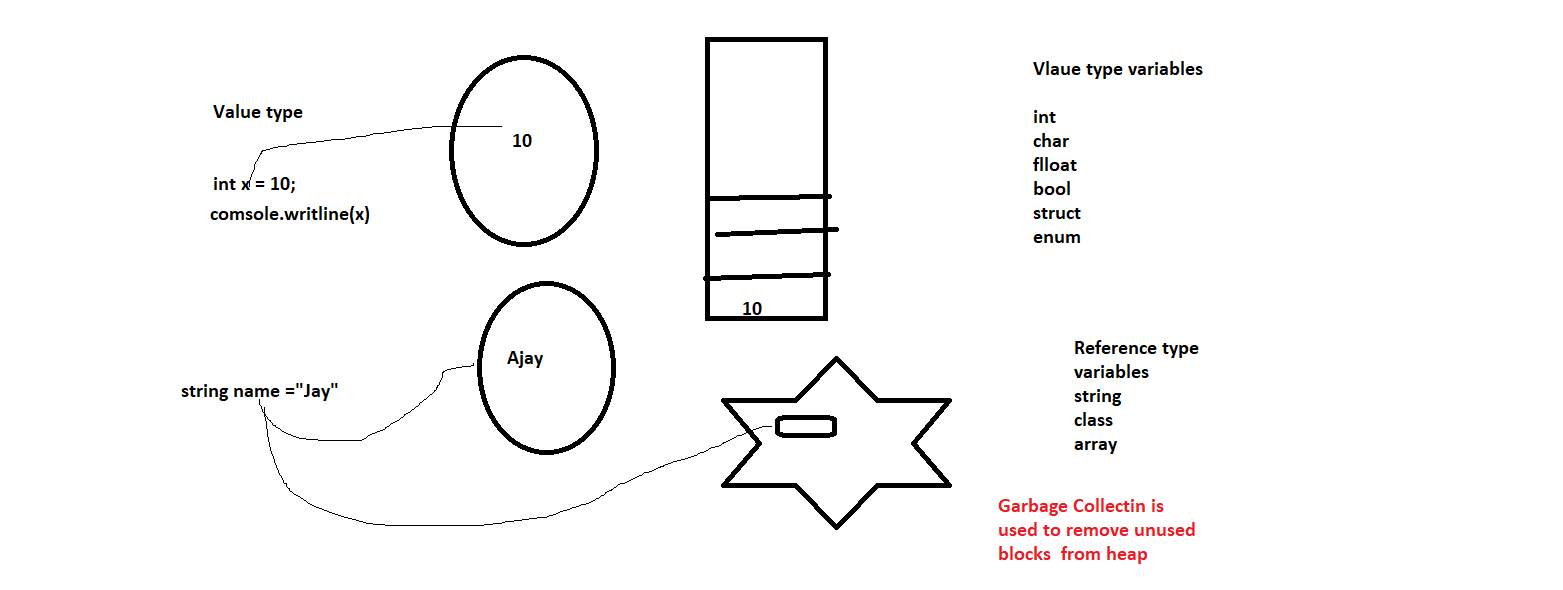 Value type
10
int x = 10;
comsole.writline(x)
10
Vlaue type variables
int
char
flloat
bool
struct
enum
Ajay
string name ="Jay"
Reference type
variables
string
class
array
Garbage Collectin is
used to remove unused
blocks from heap